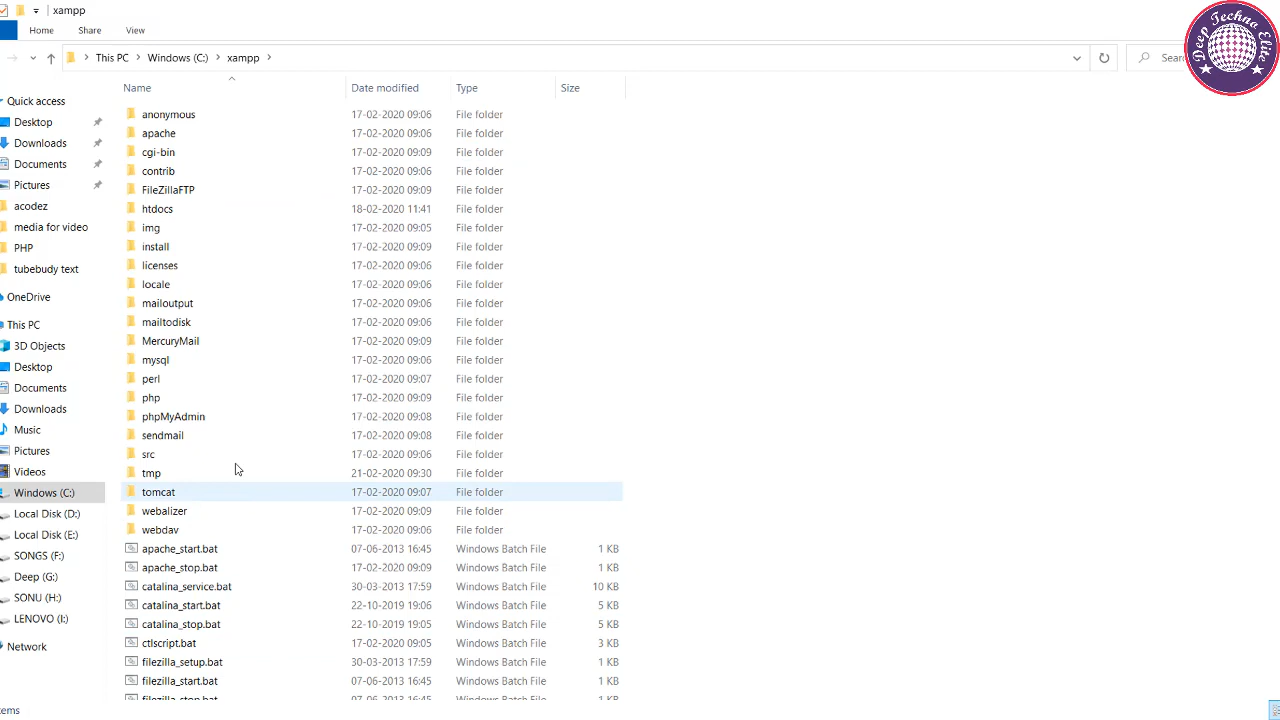 xampp
Home Share View
This PC Windows (C:) xampp
Deep Techno Elite
Name Date modified Type Size
Quick access
Desktop
Downloads
Documents
Pictures
acodez
media for video
PHP
tubebudy text
OneDrive
This PC
3D Objects
Desktop
Documents
Downloads
Music
Pictures
Videos
Windows (C:)
Local Disk (D:)
Local Disk (E:)
SONGS (F:)
Deep (G:)
SONU (H:)
LENOVO (I:)
Network
anonymous 17-02-2020 09:06 File folder
apache 17-02-2020 09:06 File folder
cgi-bin 17-02-2020 09:09 File folder
contrib 17-02-2020 09:06 File folder
FileZillaFTP 17-02-2020 09:09 File folder
htdocs 18-02-2020 11:41 File folder
img 17-02-2020 09:05 File folder
install 17-02-2020 09:09 File folder
licenses 17-02-2020 09:06 File folder
locale 17-02-2020 09:06 File folder
mailoutput 17-02-2020 09:06 File folder
mailtodisk 17-02-2020 09:06 File folder
MercuryMail 17-02-2020 09:06 File folder
mysql 17-02-2020 09:06 File folder
perl 17-02-2020 09:07 File folder
php 17-02-2020 09:09 File folder
phpMyAdmin 17-02-2020 09:08 File folder
sendmail 17-02-2020 09:08 File folder
src 17-02-2020 09:06 File folder
tmp 21-02-2020 09:30 File folder
tomcat 17-02-2020 09:07 File folder
webalizer 17-02-2020 09:09 File folder
webdav 17-02-2020 09:06 File folder
apache_start.bat 07-06-2013 16:45 Windows Batch File 1 KB
apache_stop.bat 17-02-2020 09:09 Windows Batch File 1 KB
catalina_service.bat 30-03-2013 17:59 Windows Batch File 10 KB
catalina_start.bat 22-10-2019 19:06 Windows Batch File 5 KB
catalina_stop.bat 22-10-2019 19:05 Windows Batch File 5 KB
ctlscript.bat 17-02-2020 09:05 Windows Batch File 3 KB
filezilla_setup.bat 30-03-2013 17:59 Windows Batch File 1 KB
filezilla_start.bat 07-06-2013 16:45 Windows Batch File 1 KB
filezilla_stop.bat 07-06-2013 16:45 Windows Batch File 1 KB